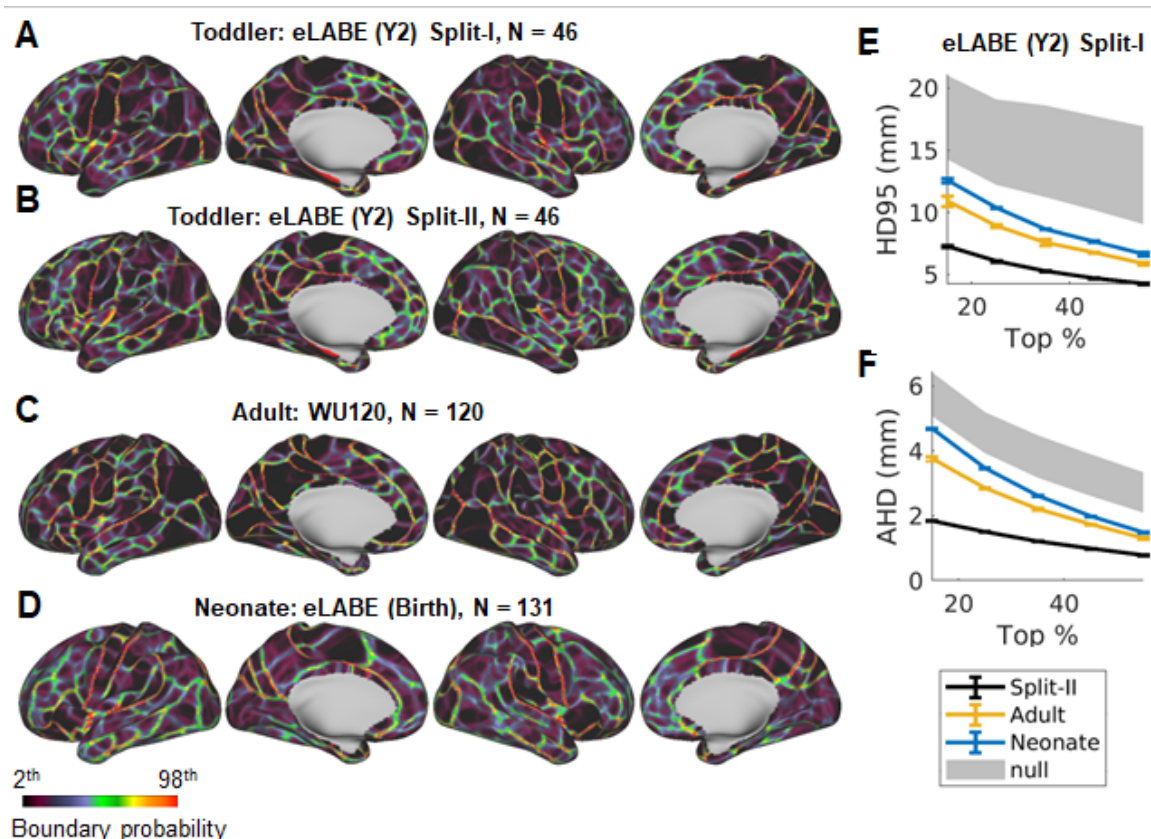 A
Toddler: eLABE (Y2) Split-I, N = 46
B
Toddler: eLABE (Y2) Split-II, N = 46
C
Adult: WU120, N = 120
D
Neonate: eLABE (Birth), N = 131
2th 98th
Boundary probability
E
eLABE (Y2) Split-I
HD95 (mm)
20
15
10
5
20 40
Top %
F
AHD (mm)
6
4
2
0
20 40
Top %
Split-II
Adult
Neonate
null